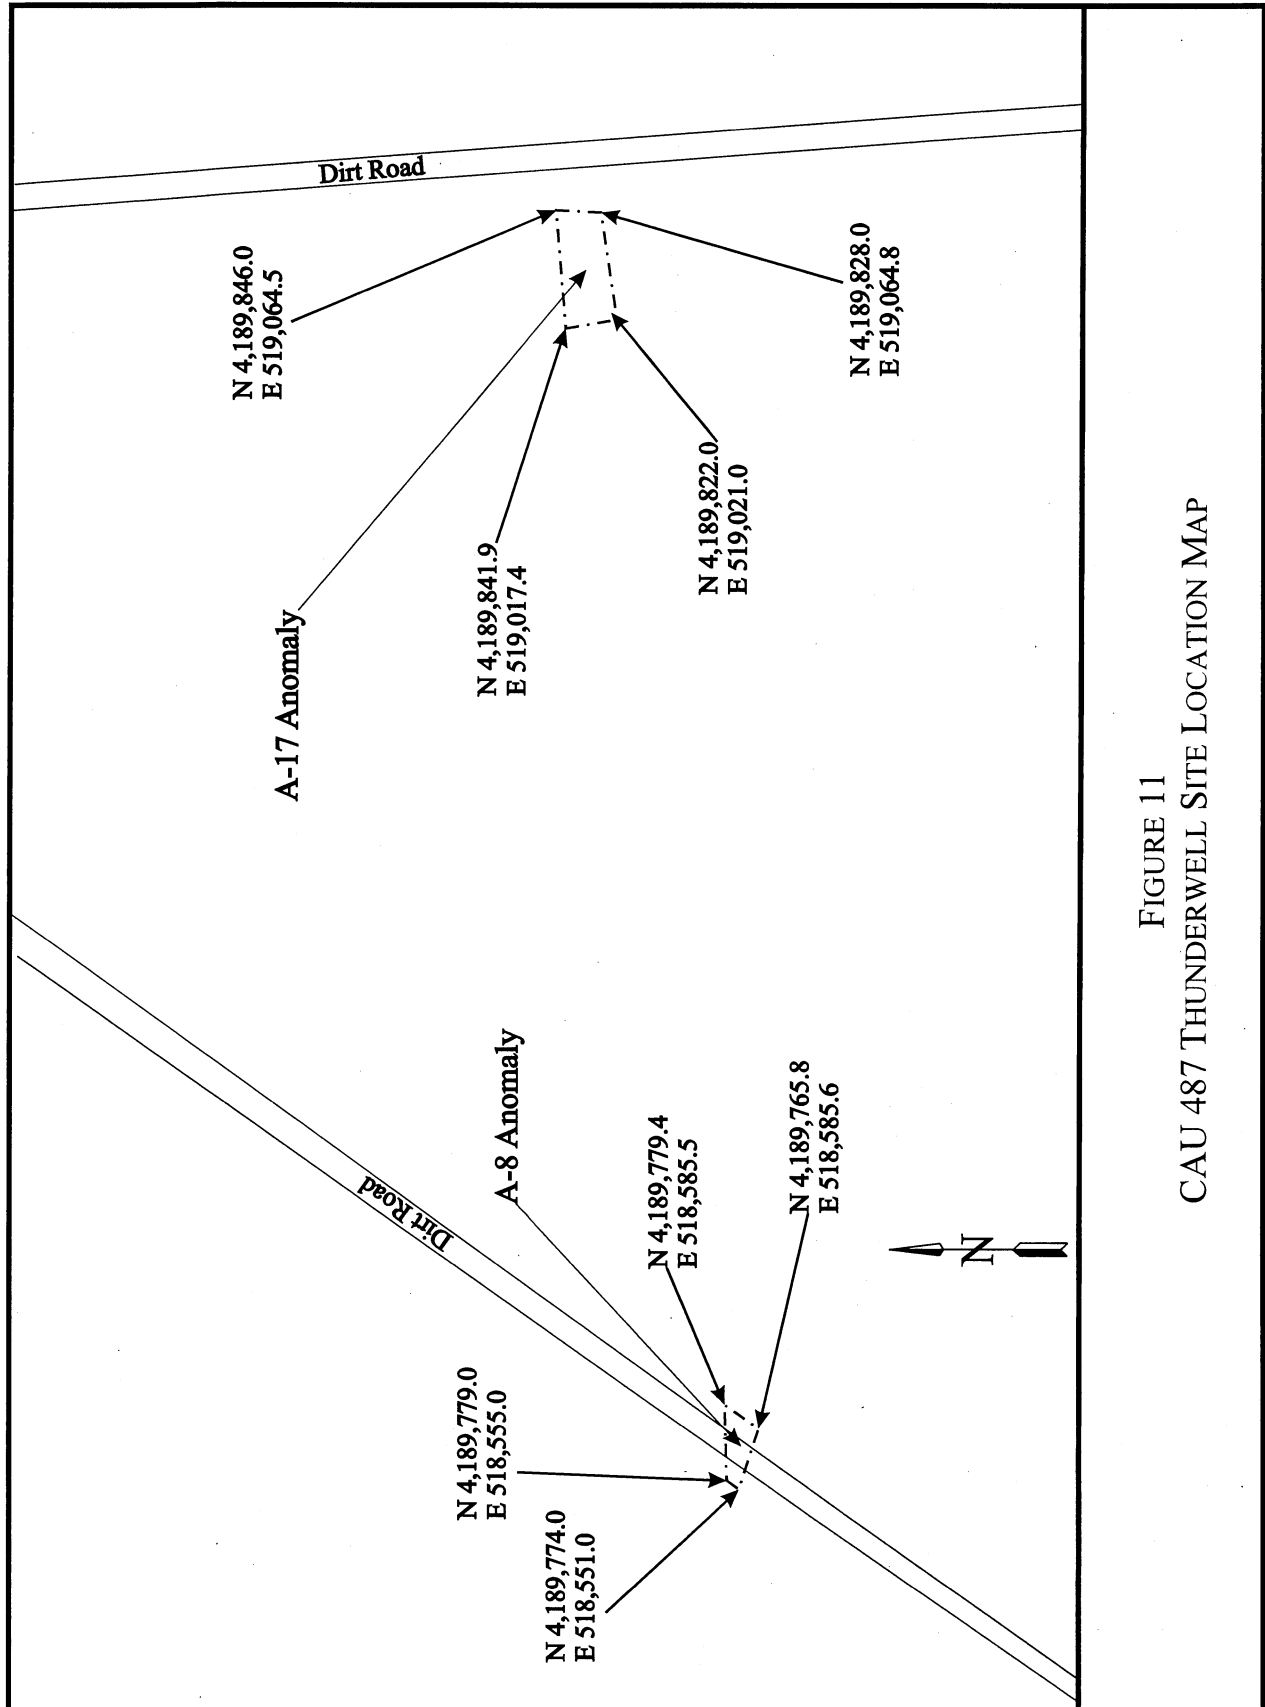 Dirt Road
N 4,189,846.0
E 519,064.5
N 4,189,828.0
E 519,064.8
A-17 Anomaly
N 4,189,841.9
E 519,017.4
N 4,189,822.0
E 519,021.0
Dirt Road
A-8 Anomaly
N 4,189,779.4
E 518,585.5
N 4,189,765.8
E 518,585.6
N 4,189,779.0
E 518,555.0
N 4,189,774.0
E 518,551.0
N
FIGURE 11
CAU 487 THUNDERWELL SITE LOCATION MAP